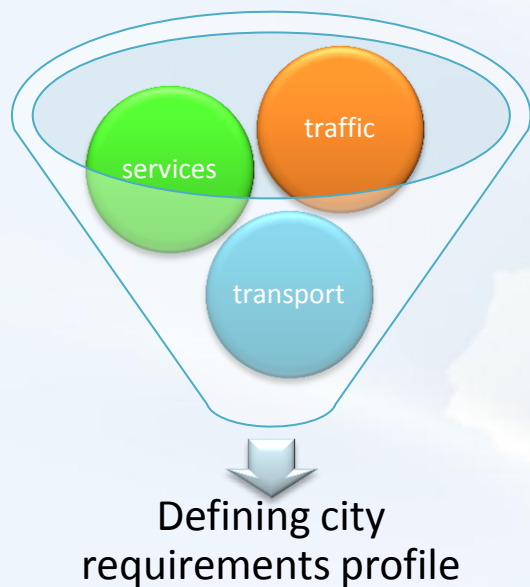 traffic
services
transport
Defining city
requirements profile